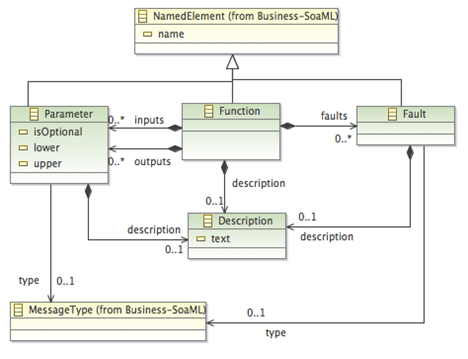 NamedElement (from Business-SoaML)
name
Parameter
isOptional
lower
upper
0..* inputs
0..* outputs
Function
faults
0..*
Fault
description
0..1
description
0..1
Description
text
0..1
description
type 0..1
0..1
type
MessageType (from Business-SoaML)